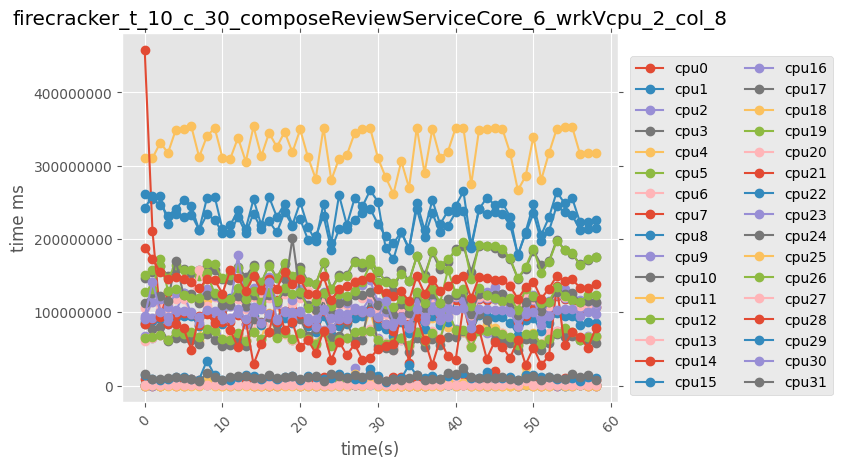 firecracker_t_10_c_30_composeReviewServiceCore_6_wrkVcpu_2_col_8
time ms
400000000
300000000
200000000
100000000
0
0
10
20
30
40
50
60
time(s)
cpu0
cpu1
cpu2
cpu3
cpu4
cpu5
cpu6
cpu7
cpu8
cpu9
cpu10
cpu11
cpu12
cpu13
cpu14
cpu15
cpu16
cpu17
cpu18
cpu19
cpu20
cpu21
cpu22
cpu23
cpu24
cpu25
cpu26
cpu27
cpu28
cpu29
cpu30
cpu31